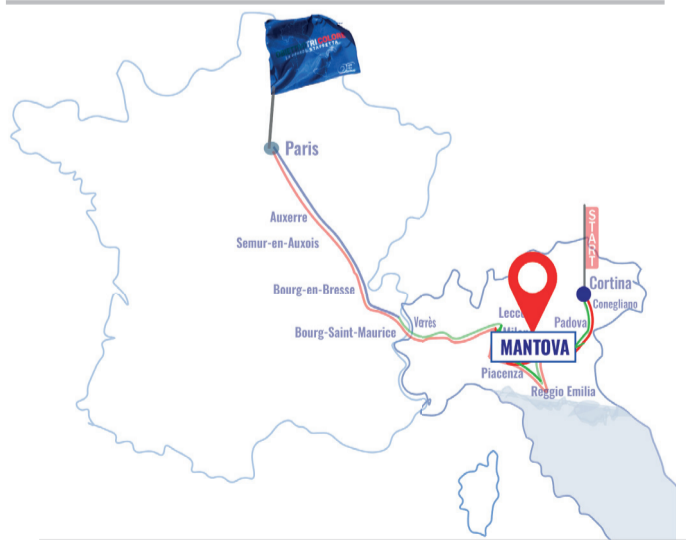 TRICOLORE
Paris
START
Auxerre
Semur-en-Auxois
Cortina
Bourg-en-Bresse
Conegliano
Lecco
Verrès
Padova
Bourg-Saint-Maurice
MANTOVA
Piacenza
Reggio Emilia